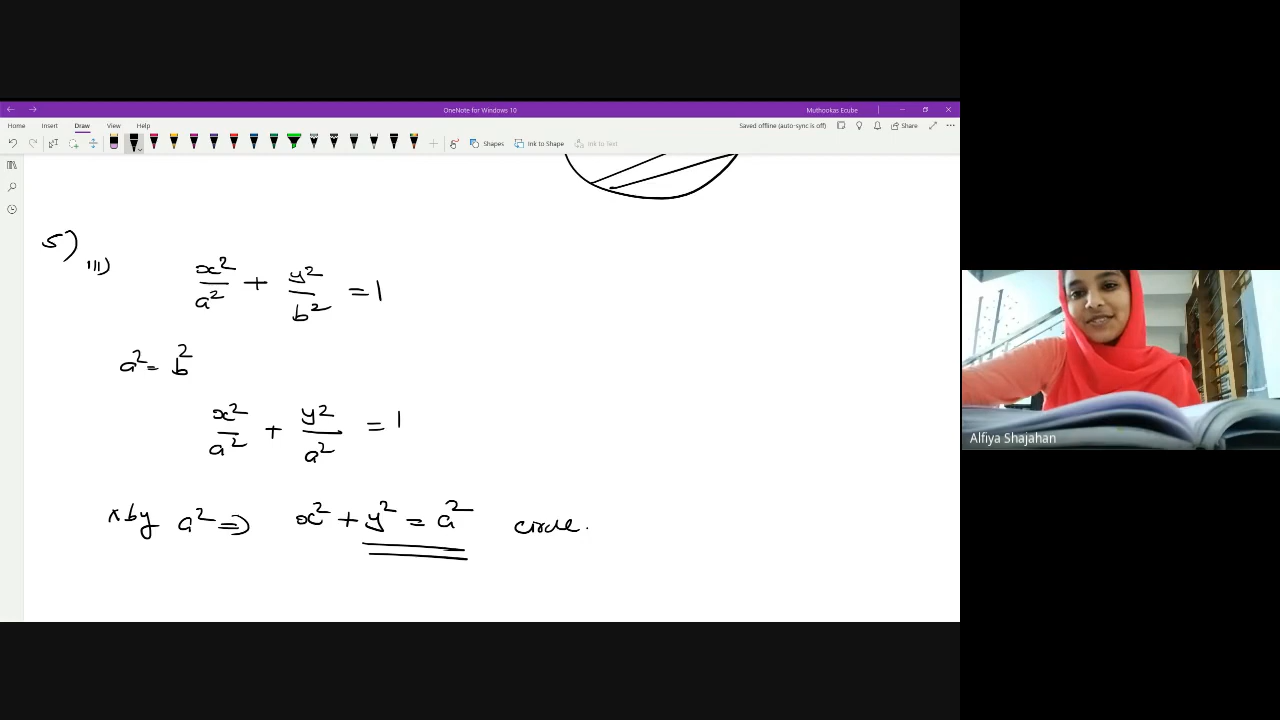 OneNote for Windows 10
Muthookas Ecube
Home Insert Draw View Help
Saved offline (auto-sync is off)
Share
Shapes
Ink to Shape
Ink to Text
5)
iii)
x²/a² + y²/b² = 1
a² = b²
x²/a² + y²/a² = 1
x by a² ⇒ x² + y² = a² circle.
Alfiya Shajahan